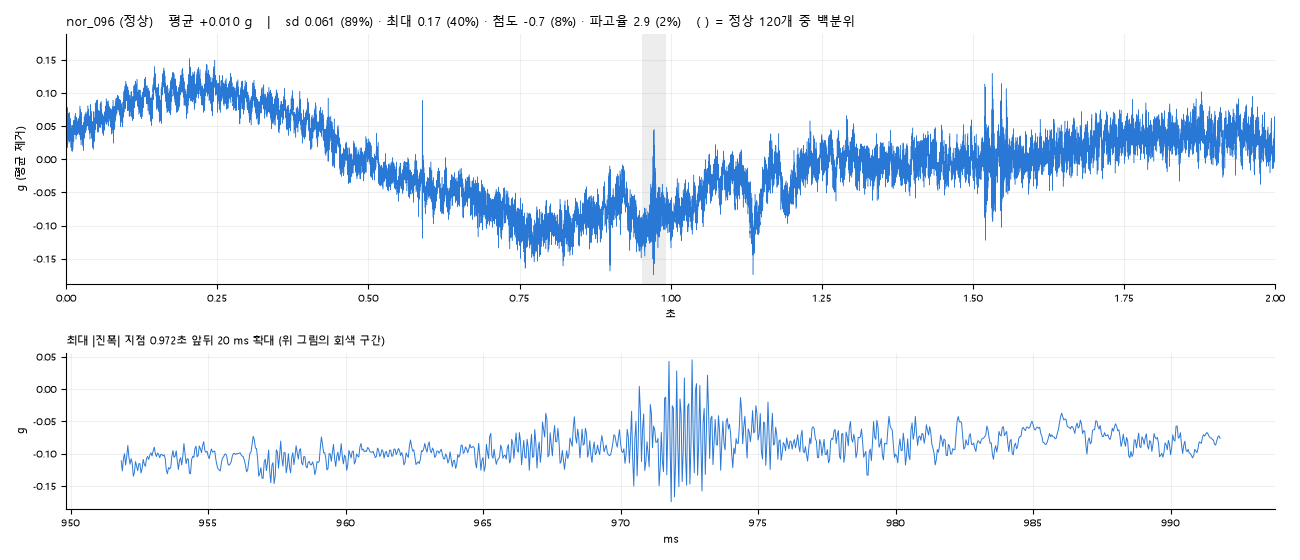 nor_096 (정상) 평균 +0.010 g | sd 0.061 (89%) · 최대 0.17 (40%) · 첨도 -0.7 (8%) · 파고율 2.9 (2%) ( ) = 정상 120개 중 백분위
g (평균 제거)
0.15
0.10
0.05
0.00
-0.05
-0.10
-0.15
0.00 0.25 0.50 0.75 1.00 1.25 1.50 1.75 2.00
초
최대 |진폭| 지점 0.972초 앞뒤 20 ms 확대 (위 그림의 회색 구간)
g
0.05
0.00
-0.05
-0.10
-0.15
950 955 960 965 970 975 980 985 990
ms